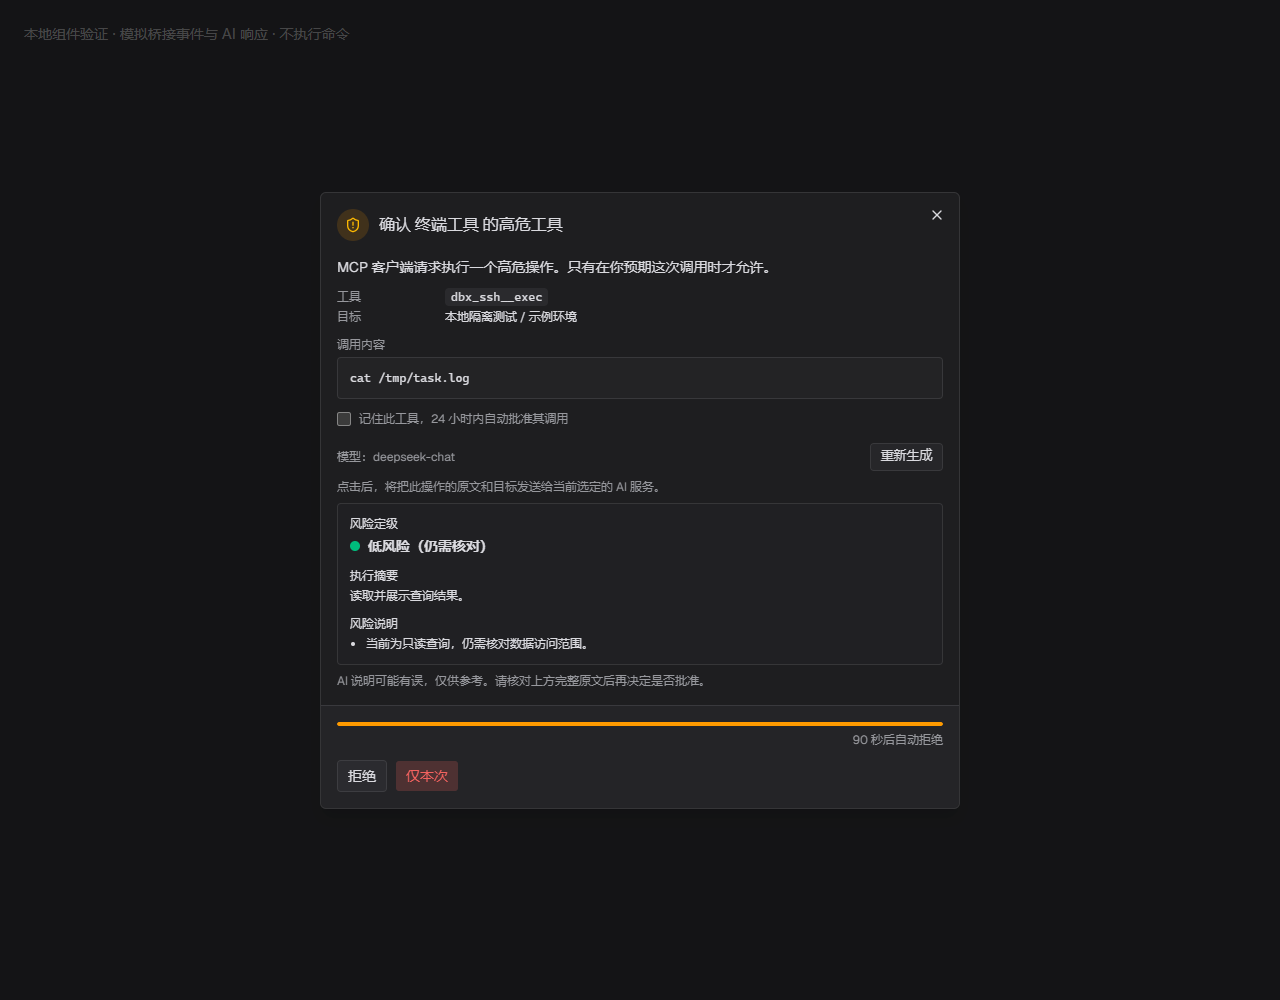 本地组件验证 · 模拟桥接事件与 AI 响应 · 不执行命令
确认 终端工具 的高危工具
MCP 客户端请求执行一个高危操作。只有在你预期这次调用时才允许。
工具 dbx_ssh__exec
目标 本地隔离测试 / 示例环境
调用内容
cat /tmp/task.log
记住此工具，24 小时内自动批准其调用
模型：deepseek-chat 重新生成
点击后，将把此操作的原文和目标发送给当前选定的 AI 服务。
风险定级
低风险（仍需核对）
执行摘要
读取并展示查询结果。
风险说明
• 当前为只读查询，仍需核对数据访问范围。
AI 说明可能有误，仅供参考。请核对上方完整原文后再决定是否批准。
90 秒后自动拒绝
拒绝 仅本次